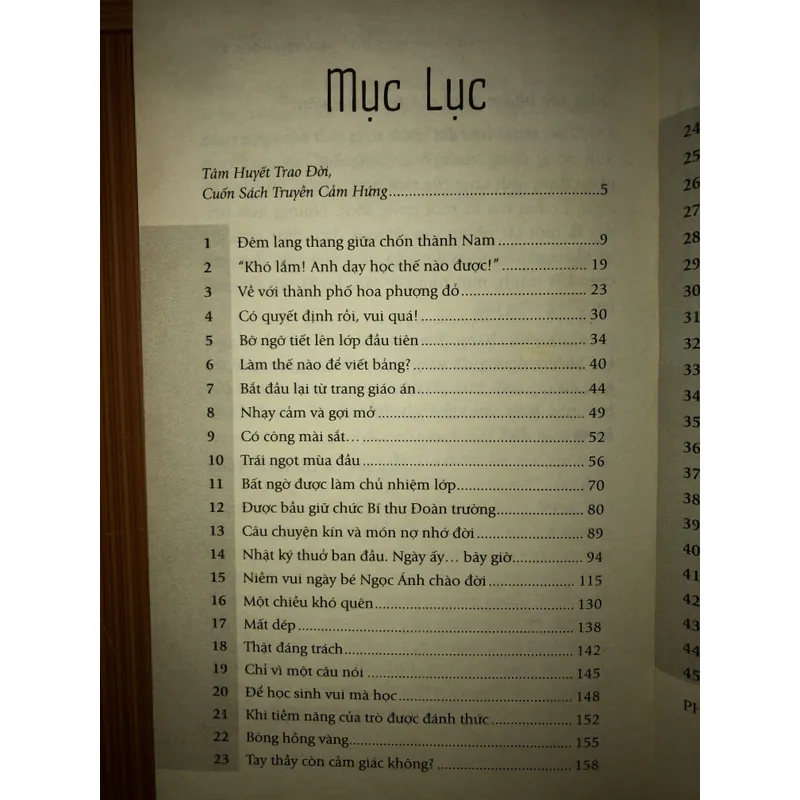 Mục Lục
Tâm Huyết Trao Đời,
Cuốn Sách Truyền Cảm Hứng..........5
1 Đêm lang thang giữa chốn thành Nam..........9
2 “Khó lắm! Anh dạy học thế nào được!”..........19
3 Về với thành phố hoa phượng đỏ..........23
4 Có quyết định rồi, vui quá!..........30
5 Bỡ ngỡ tiết lên lớp đầu tiên..........34
6 Làm thế nào để viết bảng?..........40
7 Bắt đầu lại từ trang giáo án..........44
8 Nhạy cảm và gợi mở..........49
9 Có công mài sắt…..........52
10 Trái ngọt mùa đầu..........56
11 Bất ngờ được làm chủ nhiệm lớp..........70
12 Được bầu giữ chức Bí thư Đoàn trường..........80
13 Câu chuyện kín và món nợ nhớ đời..........89
14 Nhật ký thuở ban đầu. Ngày ấy… bây giờ..........94
15 Niềm vui ngày bé Ngọc Ánh chào đời..........115
16 Một chiều khó quên..........130
17 Mất dép..........138
18 Thật đáng trách..........142
19 Chỉ vì một câu nói..........145
20 Để học sinh vui mà học..........148
21 Khi tiềm năng của trò được đánh thức..........152
22 Bông hồng vàng..........155
23 Tay thầy còn cảm giác không?..........158
24
25
26
27
28
29
30
31
32
33
34
35
36
37
38
39
40
41
42
43
44
45